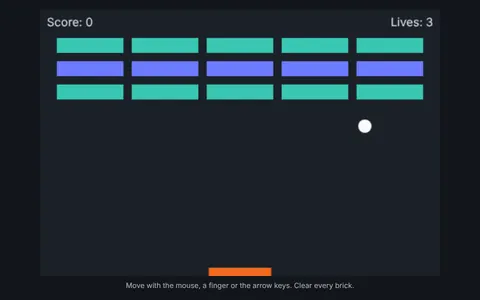 Score: 0
Lives: 3
Move with the mouse, a finger or the arrow keys. Clear every brick.